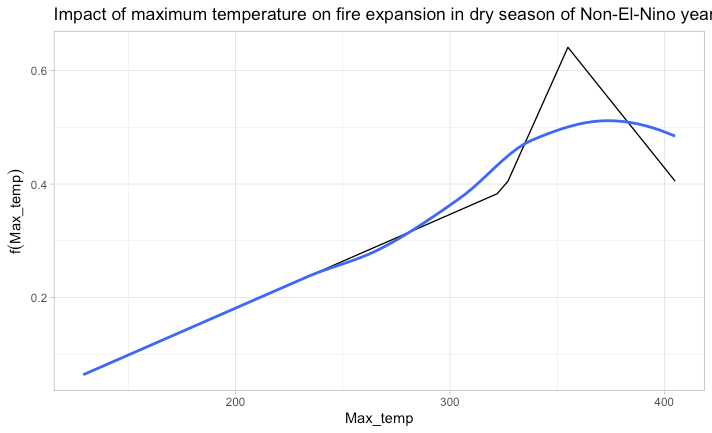 Impact of maximum temperature on fire expansion in dry season of Non-El-Nino year
f(Max_temp)
0.6
0.4
0.2
200 300 400
Max_temp